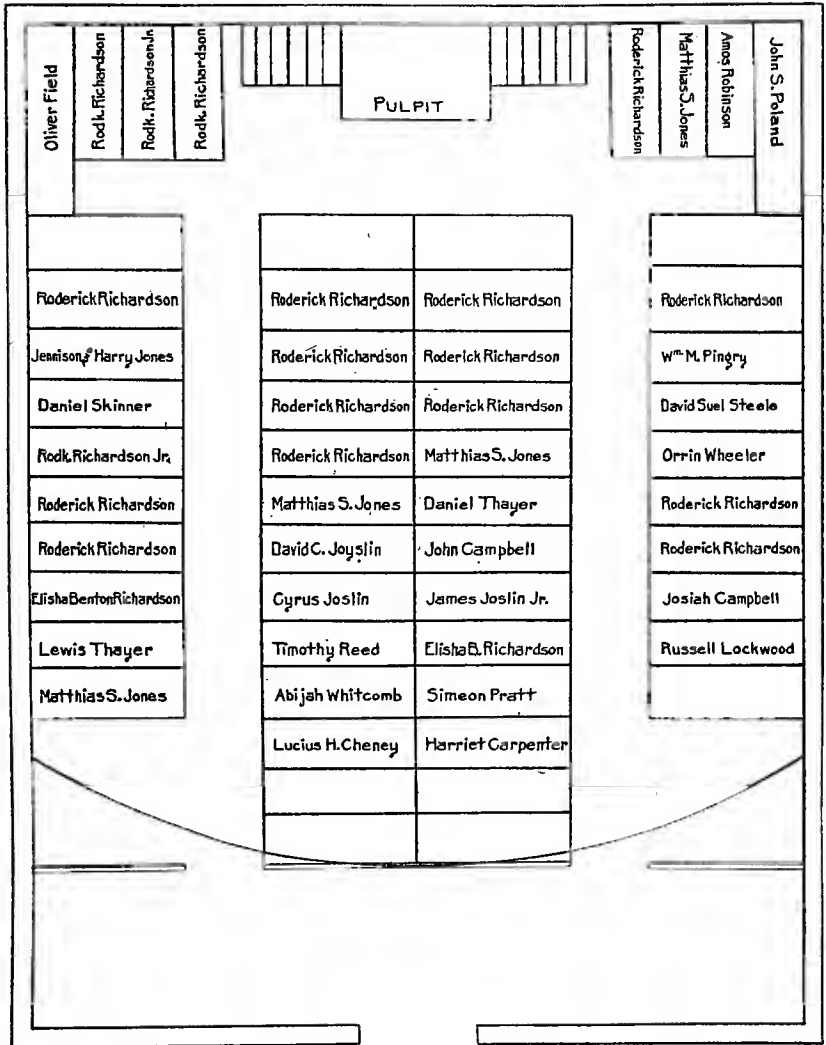 Oliver Field
Rodk. Richardson
Rodk. Richardson Jr.
Rodk. Richardson
PULPIT
Roderick Richardson
Matthias S. Jones
Amos Robinson
John S. Poland
Roderick Richardson
Jennison & Harry Jones
Daniel Skinner
Rodk. Richardson Jr.
Roderick Richardson
Roderick Richardson
Elisha Benton Richardson
Lewis Thayer
Matthias S. Jones
Roderick Richardson
Roderick Richardson
Roderick Richardson
Roderick Richardson
Matthias S. Jones
David C. Joyslin
Cyrus Joslin
Timothy Reed
Abijah Whitcomb
Lucius H. Cheney
Roderick Richardson
Roderick Richardson
Roderick Richardson
Matthias S. Jones
Daniel Thayer
John Campbell
James Joslin Jr.
Elisha B. Richardson
Simeon Pratt
Harriet Carpenter
Roderick Richardson
Wm. M. Pingry
David Suel Steele
Orrin Wheeler
Roderick Richardson
Roderick Richardson
Josiah Campbell
Russell Lockwood